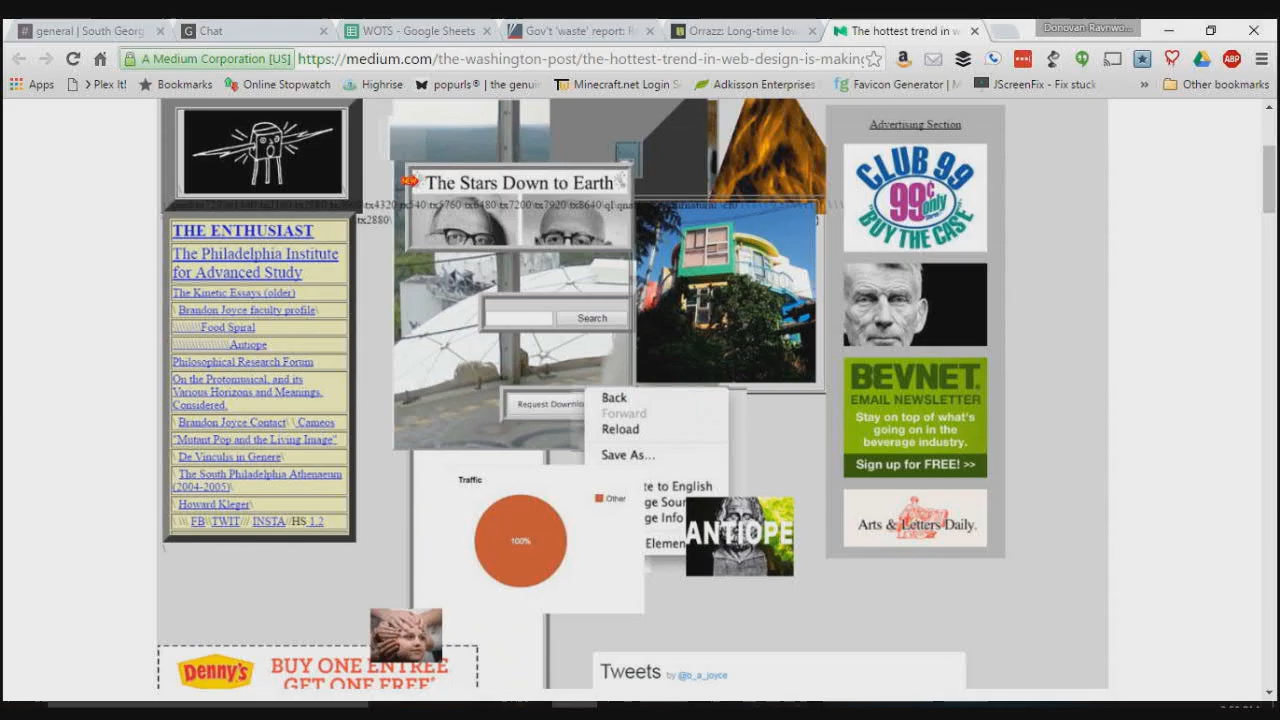 general | South Georg
Chat
WOTS - Google Sheets
Gov't 'waste' report: R
Orrazz: Long-time low
The hottest trend in w
A Medium Corporation [US]
https://medium.com/the-washington-post/the-hottest-trend-in-web-design-is-making
ABP
Apps
> Plex It!
Bookmarks
Online Stopwatch
Highrise
popurls® | the genuin
Minecraft.net Login S
Adkisson Enterprises
Favicon Generator | M
JScreenFix - Fix stuck
»
Other bookmarks
Advertising Section
CLUB 99
99¢
only
BUY THE CASE
NEW
The Stars Down to Earth
tx2880\
THE ENTHUSIAST
The Philadelphia Institute
for Advanced Study
The Kinetic Essays (older)
\ Brandon Joyce faculty profile\
\\\\\\\\\Food Spiral
\\\\\\\\\\\\\\\\\\Antiope
Philosophical Research Forum
On the Protomusical, and its
Various Horizons and Meanings,
Considered.
\ Brandon Joyce Contact\ \ Cameos
"Mutant Pop and the Living Image"
\ De Vinculis in Genere\
\ The South Philadelphia Athenaeum
(2004-2005)\
\ Howard Kleger\
\ \\\ FB\\TWIT/// INSTA//HS 1.2
\
Search
Request Downlo
Back
Forward
Reload
Save As...
te to English
ge Sour
ge Info
Elemen
Traffic
Other
100%
ANTIOPE
BEVNET.
EMAIL NEWSLETTER
Stay on top of what's
going on in the
beverage industry.
Sign up for FREE! >>
Arts & Letters Daily.
Denny's
BUY ONE ENTREE
GET ONE FREE*
Tweets by @b_a_joyce